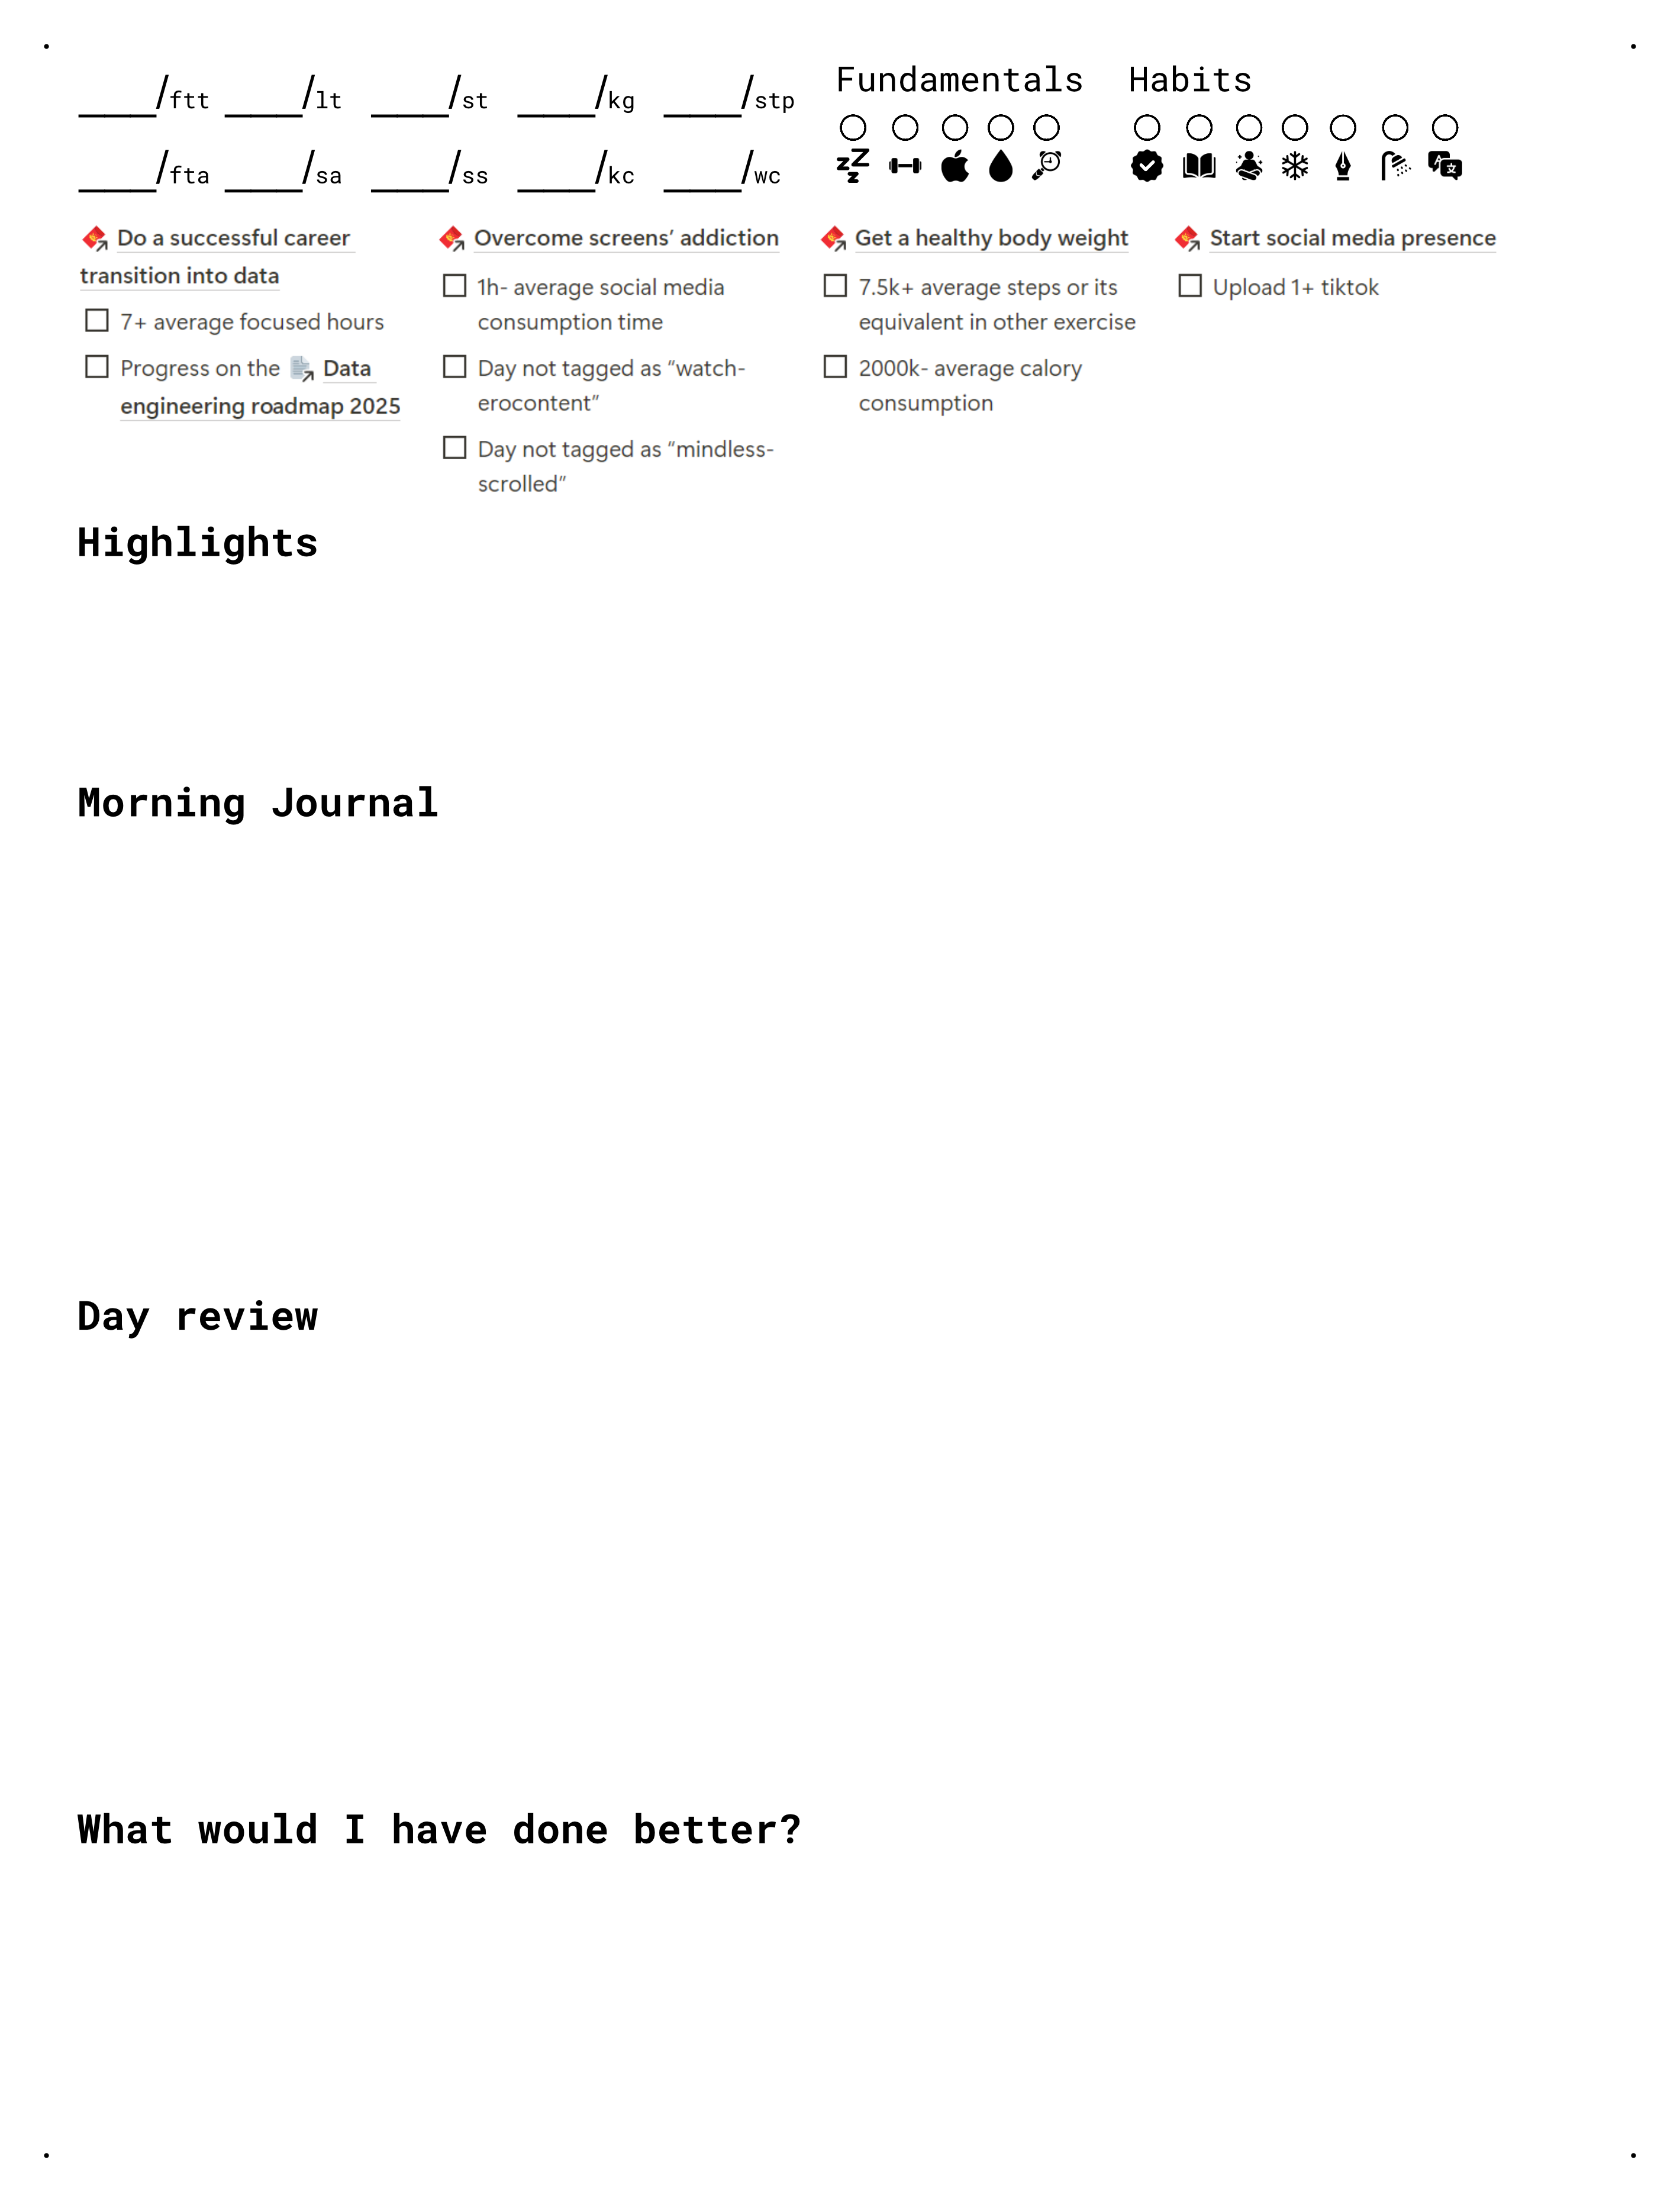 ____/ftt ____/lt ____/st ____/kg ____/stp
____/fta ____/sa ____/ss ____/kc ____/wc
Fundamentals
Habits
Do a successful career
transition into data
7+ average focused hours
Progress on the Data
engineering roadmap 2025
Overcome screens’ addiction
1h- average social media
consumption time
Day not tagged as “watch-
erocontent”
Day not tagged as “mindless-
scrolled”
Get a healthy body weight
7.5k+ average steps or its
equivalent in other exercise
2000k- average calory
consumption
Start social media presence
Upload 1+ tiktok
Highlights
Morning Journal
Day review
What would I have done better?